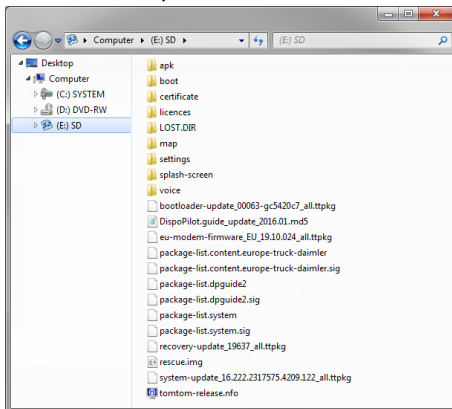 Computer (E:) SD
(E:) SD
Desktop
Computer
(C:) SYSTEM
(D:) DVD-RW
(E:) SD
apk
boot
certificate
licences
LOST.DIR
map
settings
splash-screen
voice
bootloader-update_00063-gc5420c7_all.ttpkg
DispoPilot.guide_update_2016.01.md5
eu-modem-firmware_EU_19.10.024_all.ttpkg
package-list.content.europe-truck-daimler
package-list.content.europe-truck-daimler.sig
package-list.dpguide2
package-list.dpguide2.sig
package-list.system
package-list.system.sig
recovery-update_19637_all.ttpkg
rescue.img
system-update_16.222.2317575.4209.122_all.ttpkg
tomtom-release.nfo